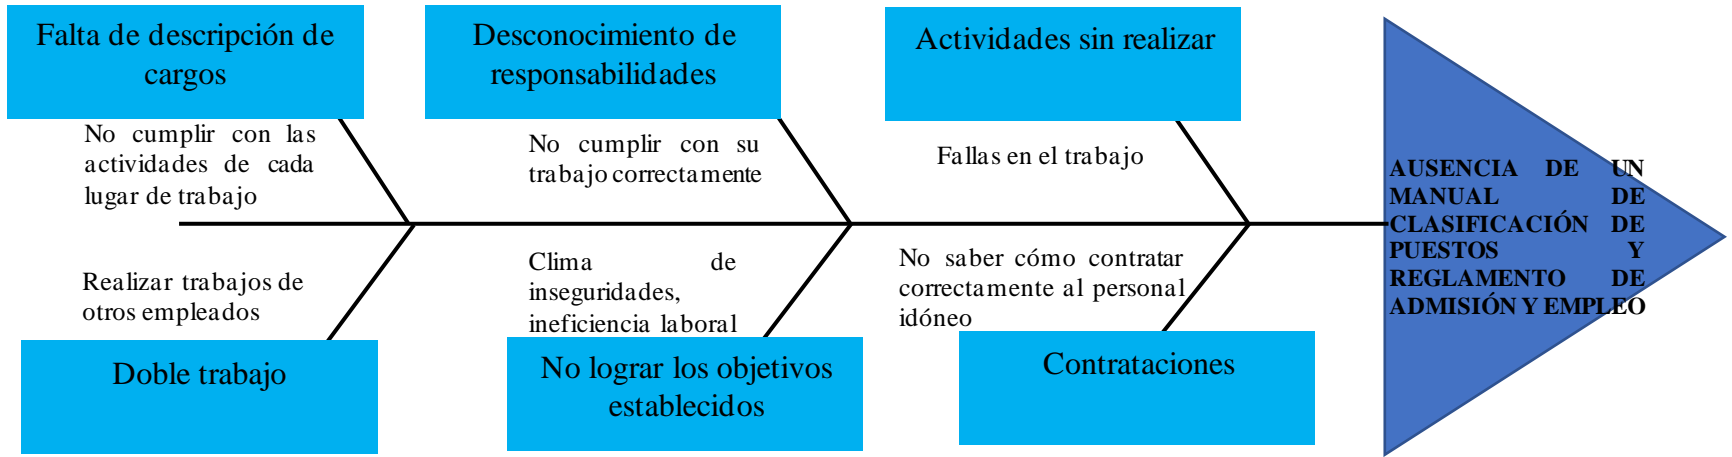 Falta de descripción de
cargos
Desconocimiento de
responsabilidades
Actividades sin realizar
No cumplir con las
actividades de cada
lugar de trabajo
No cumplir con su
trabajo correctamente
Fallas en el trabajo
AUSENCIA DE UN
MANUAL DE
CLASIFICACIÓN DE
PUESTOS Y
REGLAMENTO DE
ADMISIÓN Y EMPLEO
Realizar trabajos de
otros empleados
Clima de
inseguridades,
ineficiencia laboral
No saber cómo contratar
correctamente al personal
idóneo
Doble trabajo
No lograr los objetivos
establecidos
Contrataciones